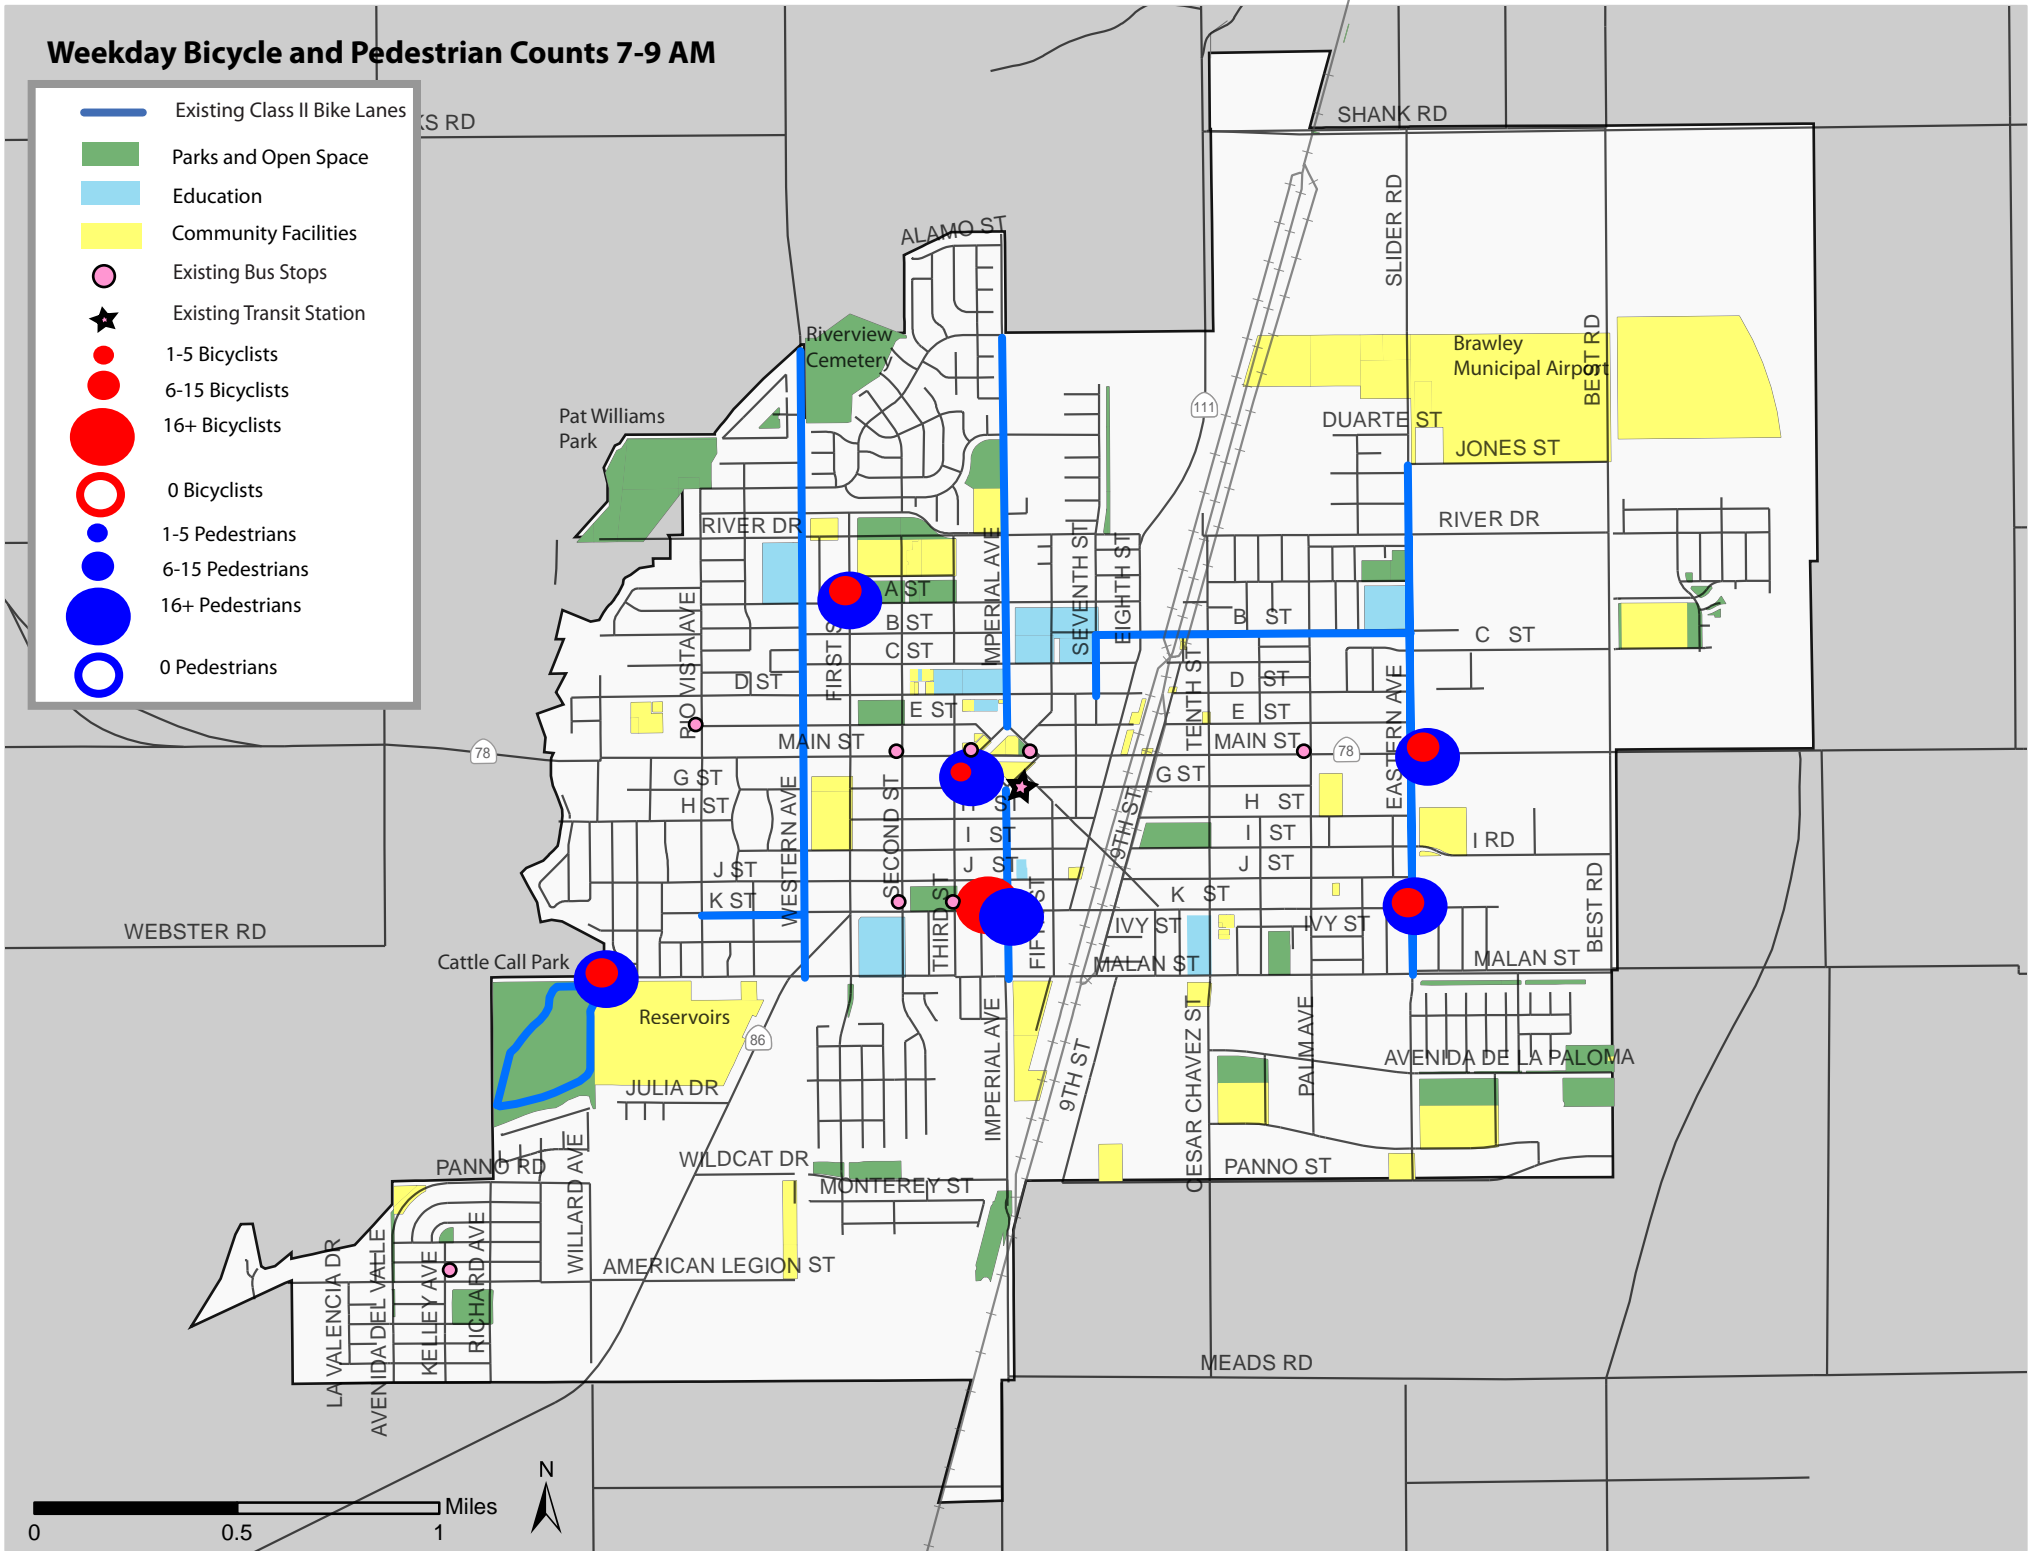 Weekday Bicycle and Pedestrian Counts 7-9 AM
Existing Class II Bike Lanes
Parks and Open Space
Education
Community Facilities
Existing Bus Stops
Existing Transit Station
1-5 Bicyclists
6-15 Bicyclists
16+ Bicyclists
0 Bicyclists
1-5 Pedestrians
6-15 Pedestrians
16+ Pedestrians
0 Pedestrians
KS RD
SHANK RD
SLIDER RD
ALAMO ST
Riverview
Cemetery
Brawley
Municipal Airport
BEST RD
111
Pat Williams
Park
DUARTE ST
JONES ST
RIVER DR
RIVER DR
IMPERIAL AVE
SEVENTH ST
EIGHTH ST
A ST
B ST
B ST
C ST
C ST
RIO VISTA AVE
FIRST S
D ST
D ST
E ST
E ST
TENTH ST
EASTERN AVE
MAIN ST
MAIN ST
78
78
G ST
G ST
H ST
H ST
H ST
WESTERN AVE
SECOND ST
9TH ST
I ST
I ST
I RD
J ST
J ST
J ST
K ST
K ST
THIRD ST
FIF ST
IVY ST
IVY ST
BEST RD
WEBSTER RD
MALAN ST
MALAN ST
Cattle Call Park
Reservoirs
86
IMPERIAL AVE
9TH ST
CESAR CHAVEZ ST
PALM AVE
AVENIDA DE LA PALOMA
JULIA DR
WILLARD AVE
PANNO RD
WILDCAT DR
MONTEREY ST
PANNO ST
AMERICAN LEGION ST
LA VALENCIA DR
AVENIDA DEL VALLE
KELLEY AVE
RICHARD AVE
MEADS RD
N
Miles
0
0.5
1